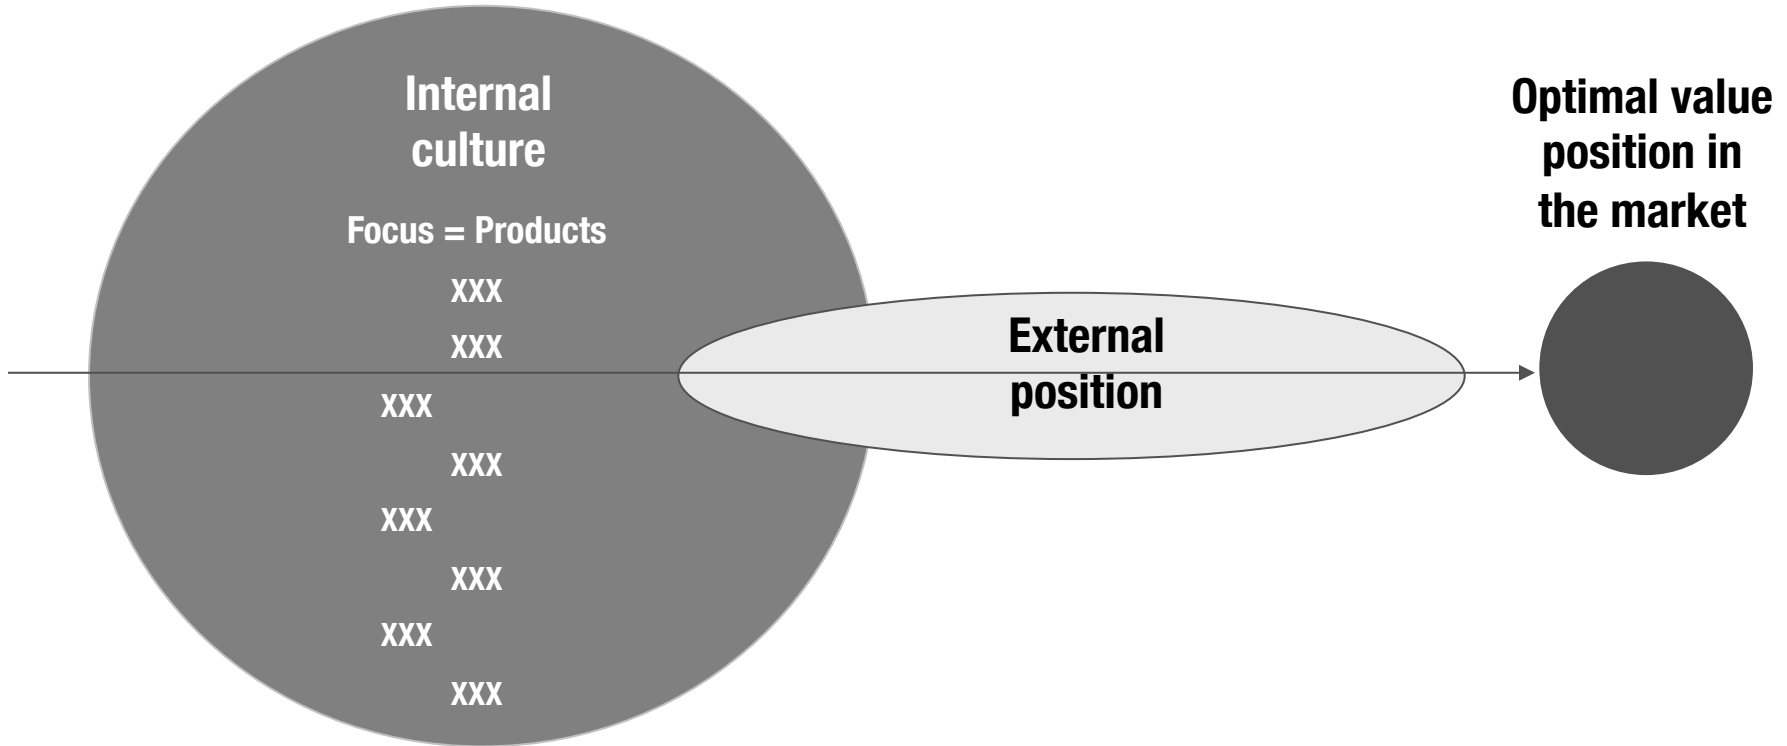 Internal
culture
Focus = Products
xxx
xxx
xxx
xxx
xxx
xxx
xxx
xxx
External
position
Optimal value
position in
the market